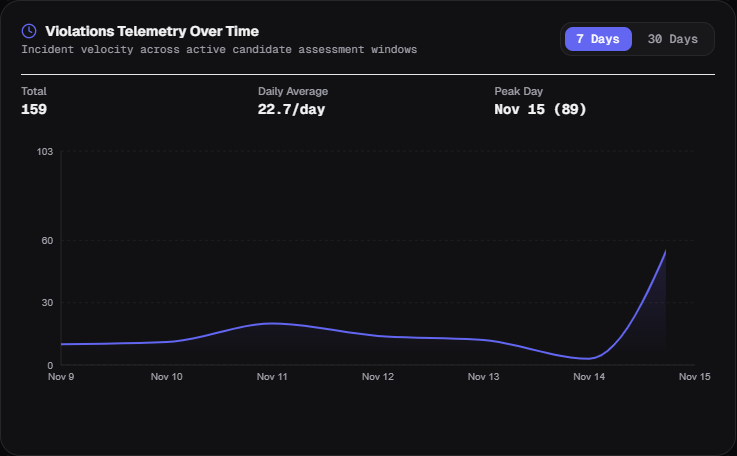 Violations Telemetry Over Time
Incident velocity across active candidate assessment windows
7 Days
30 Days
Total
Daily Average
Peak Day
159
22.7/day
Nov 15 (89)
103
60
30
0
Nov 9
Nov 10
Nov 11
Nov 12
Nov 13
Nov 14
Nov 15